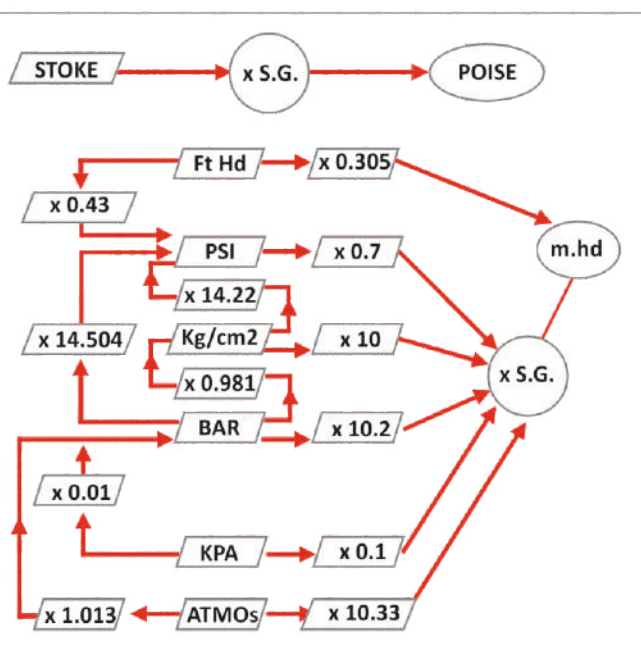 STOKE
x S.G.
POISE
Ft Hd
x 0.305
x 0.43
m.hd
PSI
x 0.7
x 14.22
x 14.504
Kg/cm2
x 10
x S.G.
x 0.981
BAR
x 10.2
x 0.01
KPA
x 0.1
x 1.013
ATMOs
x 10.33